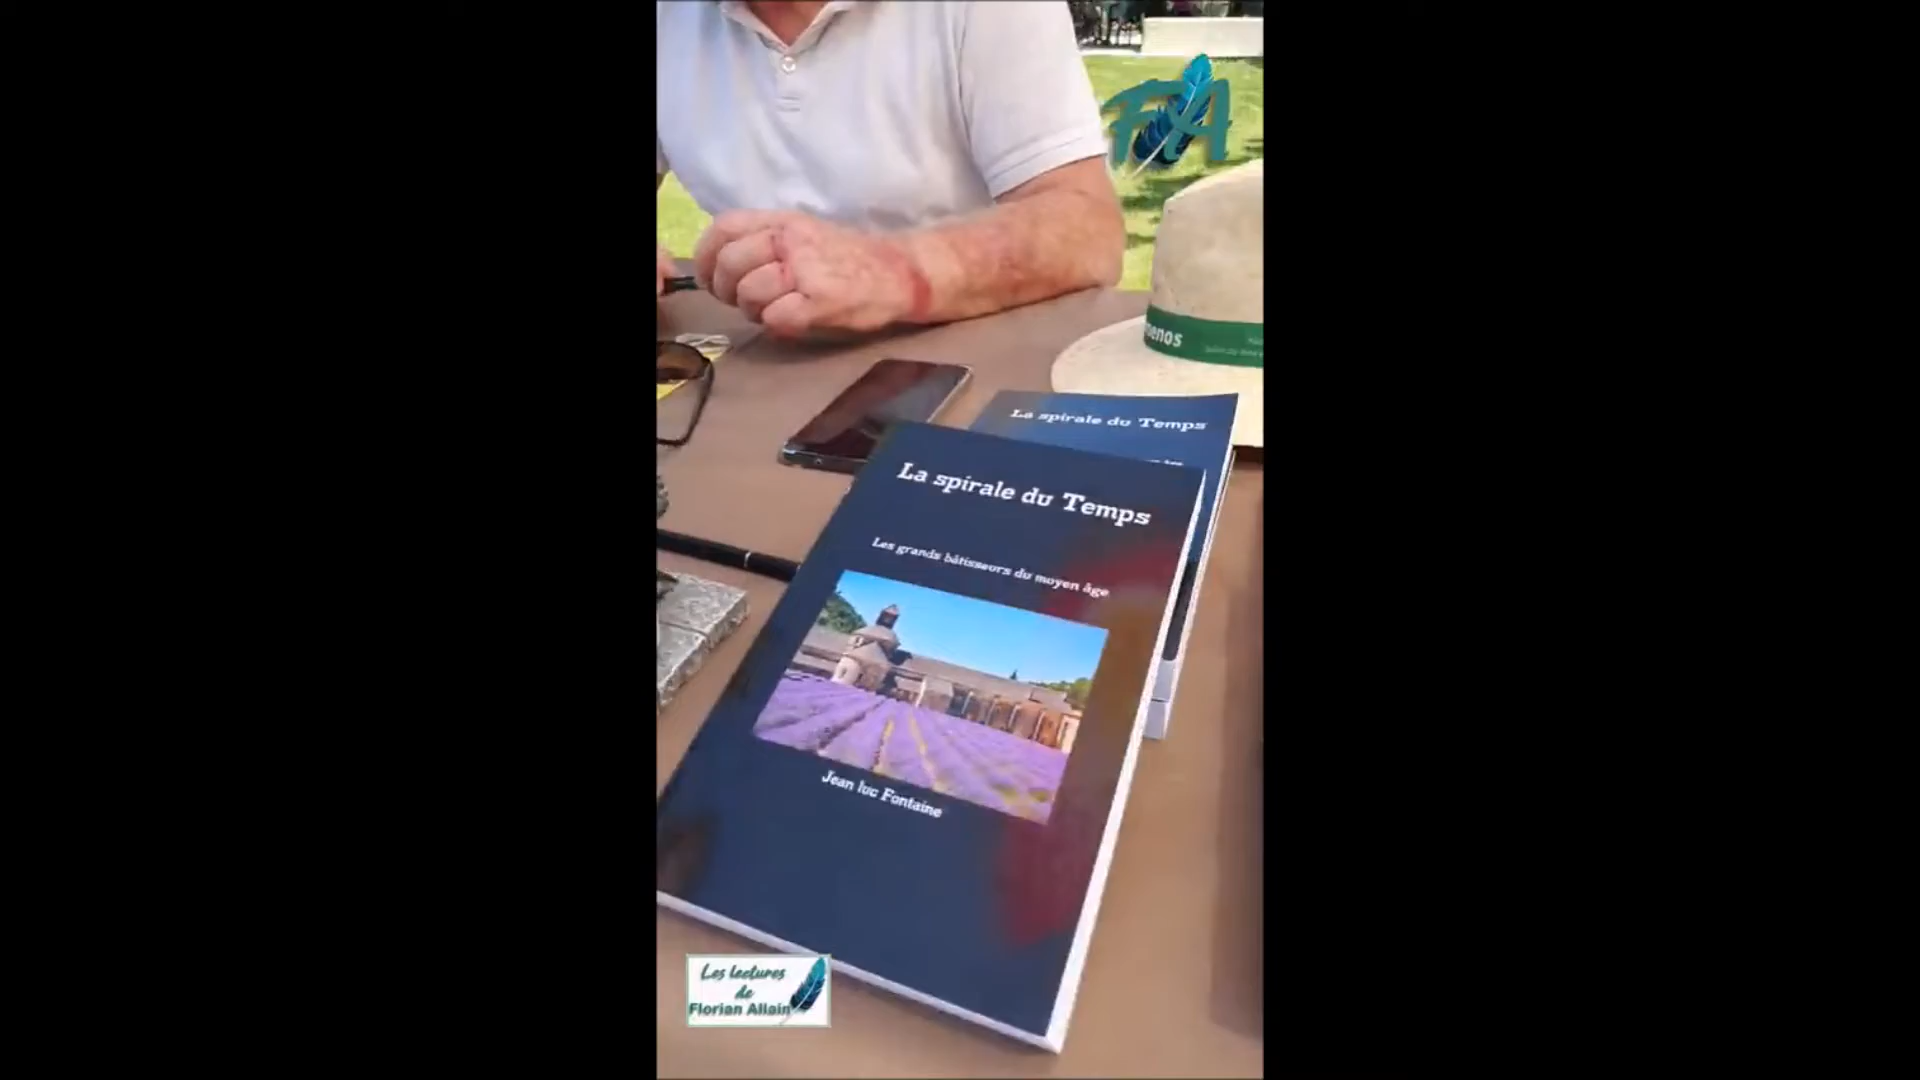 FA
menos
La spirale du Temps
La spirale du Temps
Les grands bâtisseurs du moyen âge
Jean luc Fontaine
Les lectures
de
Florian Allain